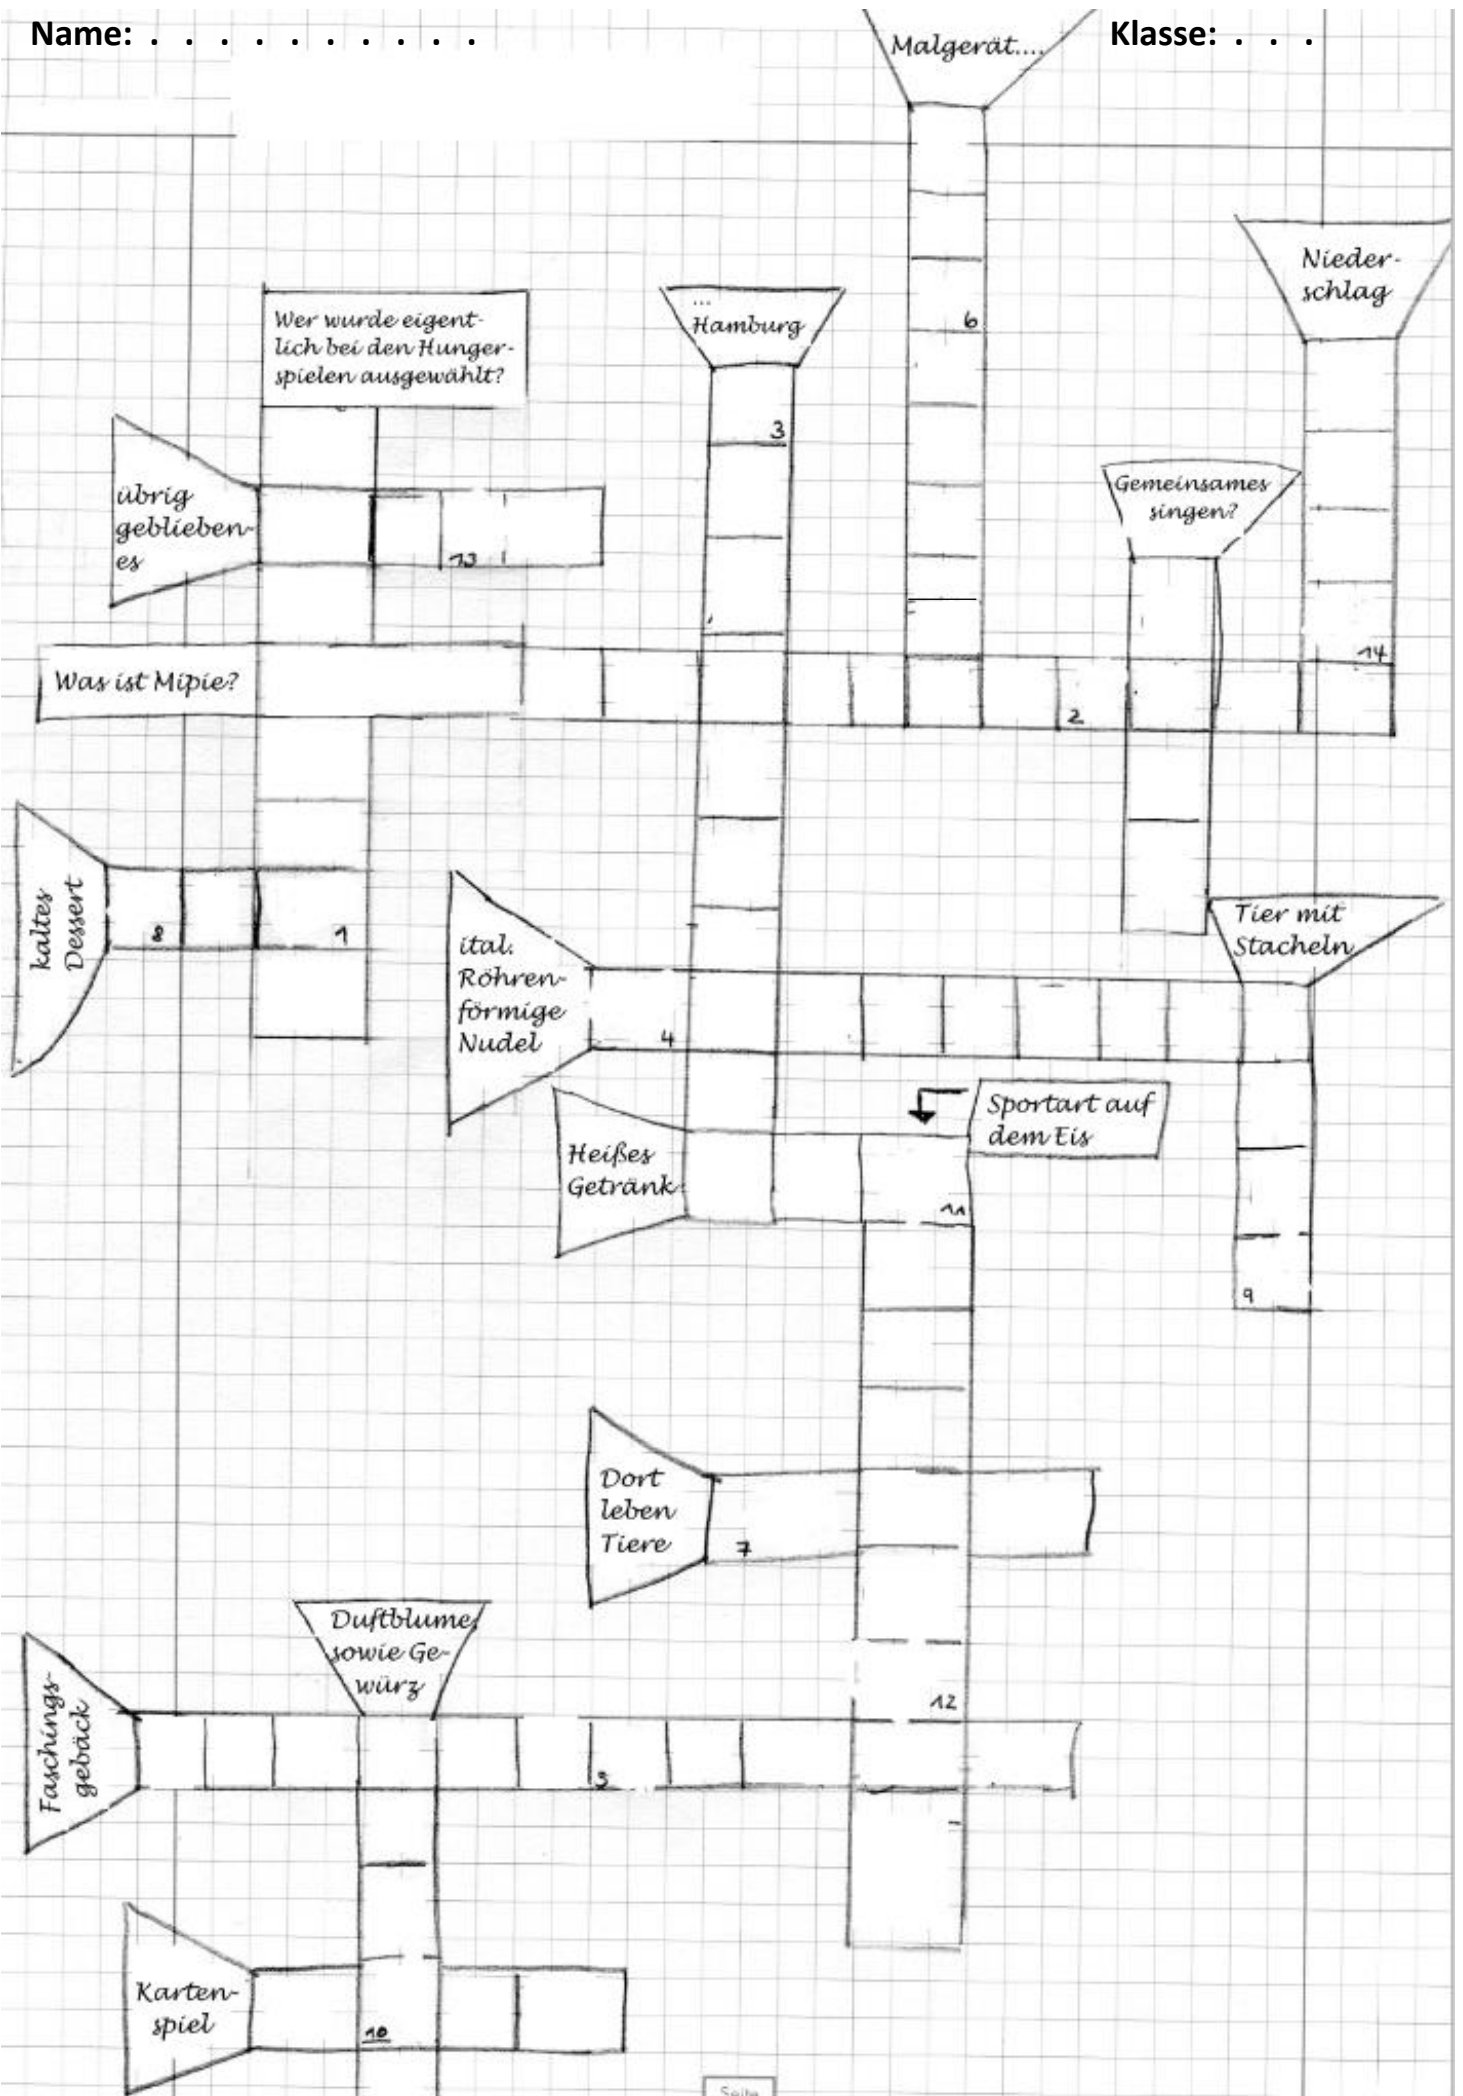 Name: . . . . . . . . . .
Klasse: . . .
Malgerät....
Nieder-
schlag
Wer wurde eigent-
lich bei den Hunger-
spielen ausgewählt?
...
Hamburg
6
3
übrig
geblieben-
es
13
Gemeinsames
singen?
14
Was ist Mipie?
2
kaltes
Dessert
8
1
ital.
Röhren-
förmige
Nudel
4
Tier mit
Stacheln
Sportart auf
dem Eis
Heißes
Getränk
11
9
Dort
leben
Tiere
7
Duftblume
sowie Ge-
würz
Faschings-
gebäck
12
Karten-
spiel
10
Seite